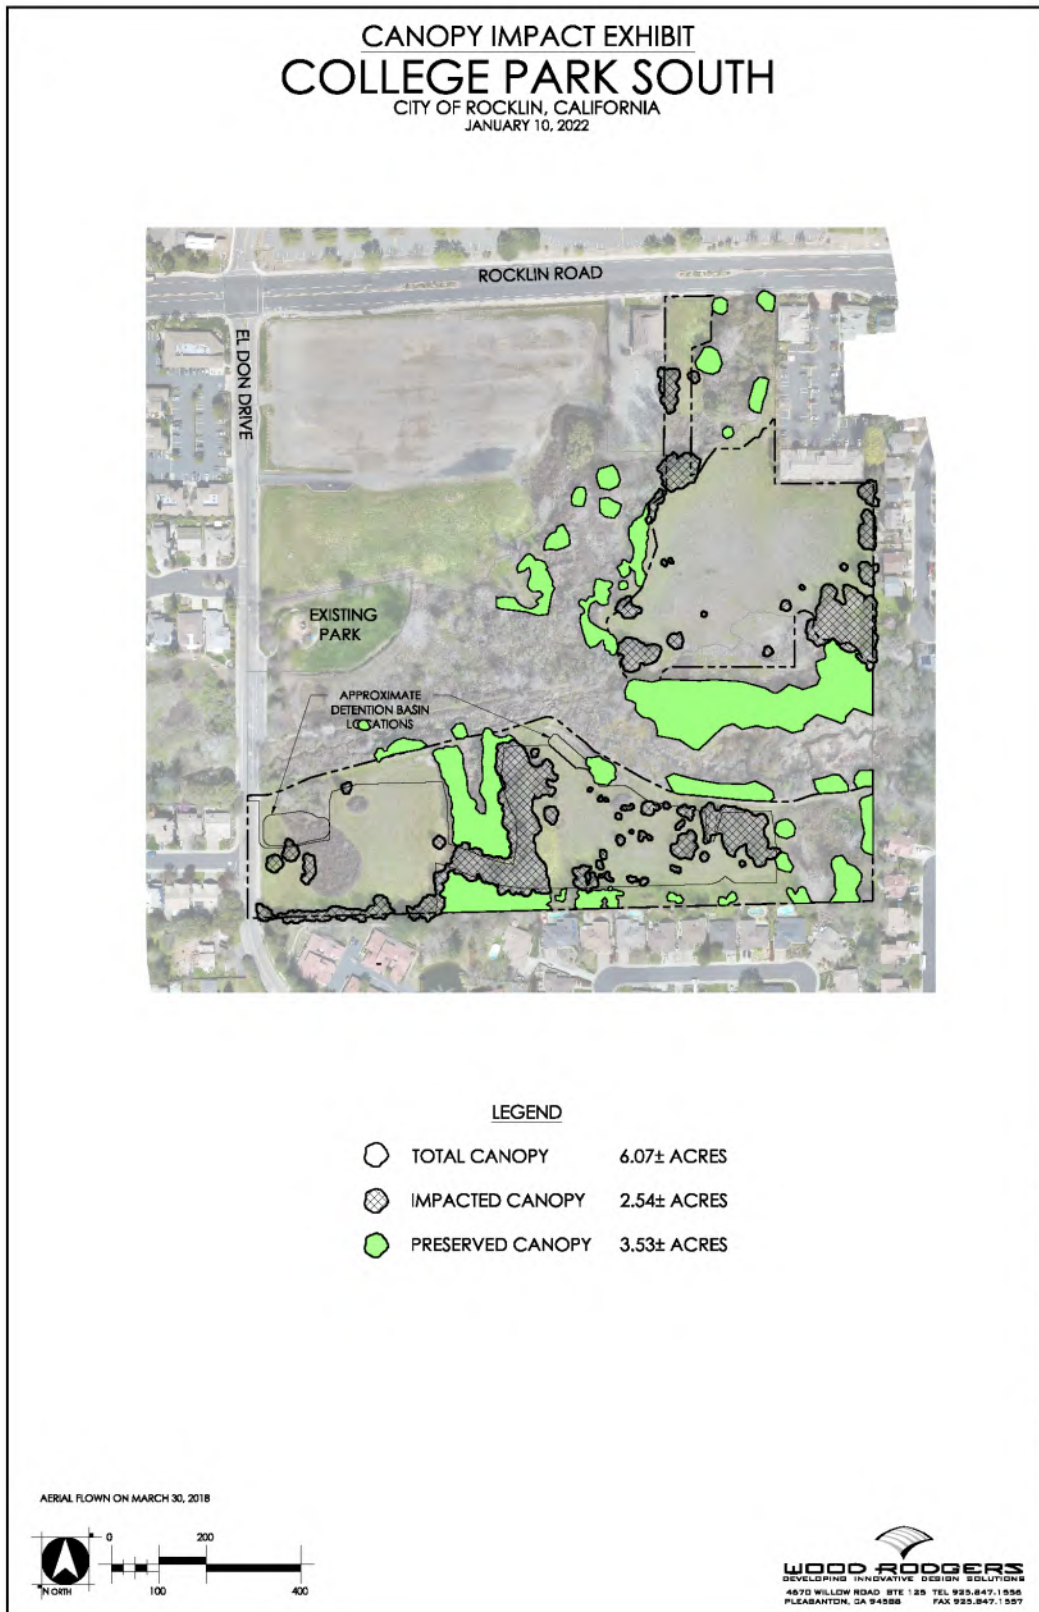 CANOPY IMPACT EXHIBIT
COLLEGE PARK SOUTH
CITY OF ROCKLIN, CALIFORNIA
JANUARY 10, 2022
ROCKLIN ROAD
EL DON DRIVE
EXISTING
PARK
APPROXIMATE
DETENTION BASIN
LOCATIONS
LEGEND
TOTAL CANOPY 6.07± ACRES
IMPACTED CANOPY 2.54± ACRES
PRESERVED CANOPY 3.53± ACRES
AERIAL FLOWN ON MARCH 30, 2018
0 200
NORTH 100 400
WOOD RODGERS
DEVELOPING INNOVATIVE DESIGN SOLUTIONS
4670 WILLOW ROAD STE 125 TEL 925.847.1556
PLEASANTON, CA 94588 FAX 925.847.1557